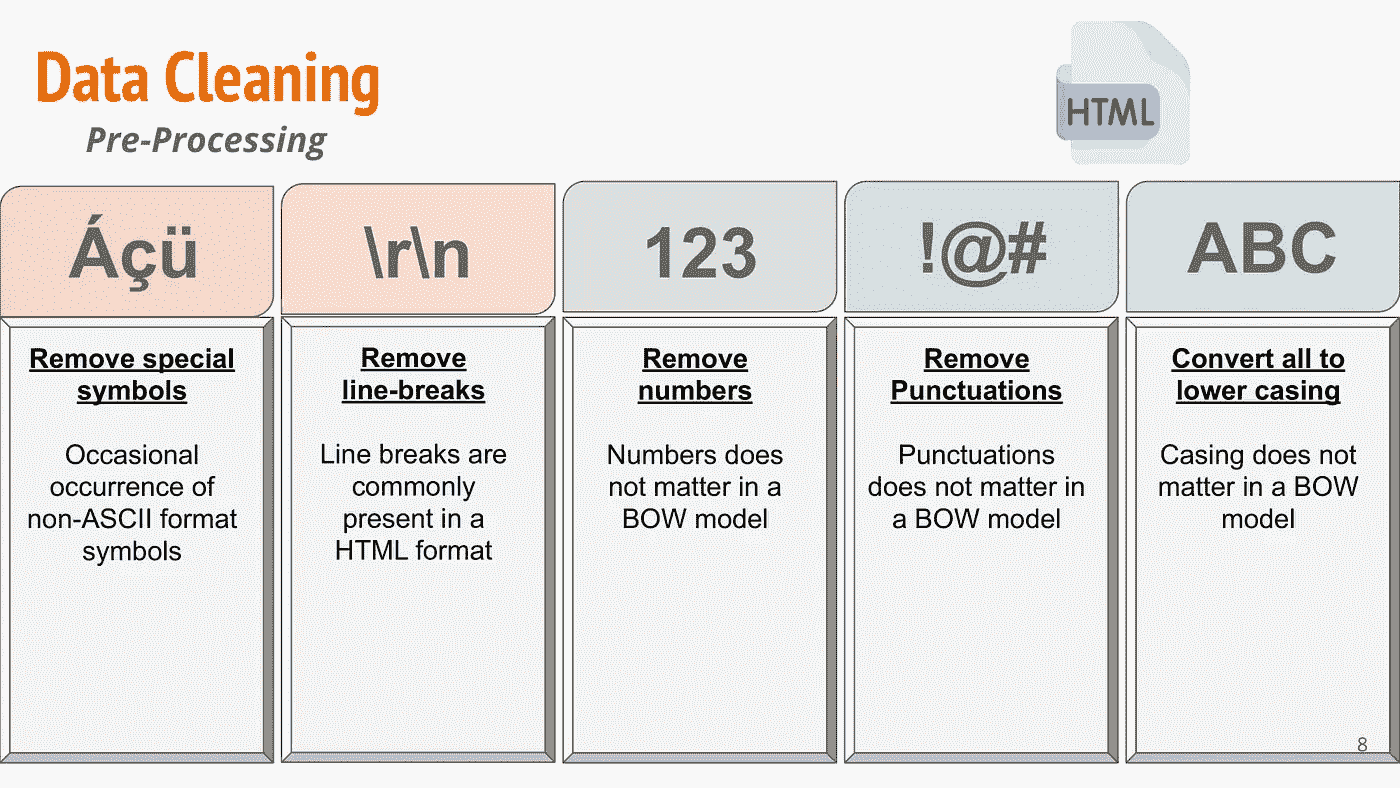 Data Cleaning
Pre-Processing
HTML
Áçü
\r\n
123
!@#
ABC
Remove special
symbols
Occasional
occurrence of
non-ASCII format
symbols
Remove
line-breaks
Line breaks are
commonly
present in a
HTML format
Remove
numbers
Numbers does
not matter in a
BOW model
Remove
Punctuations
Punctuations
does not matter in
a BOW model
Convert all to
lower casing
Casing does not
matter in a BOW
model
8